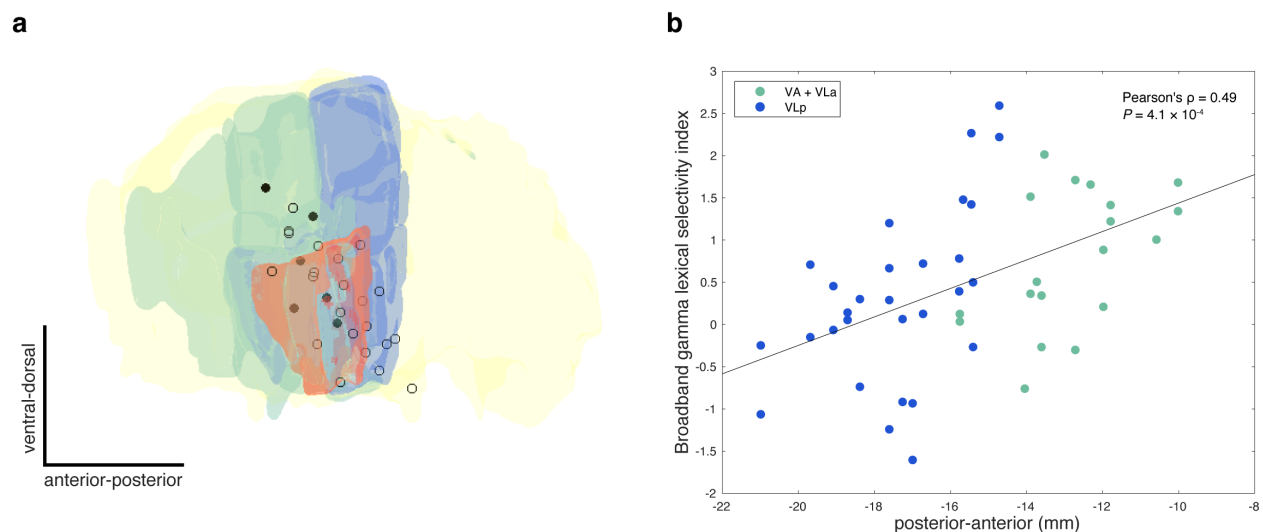 a
ventral-dorsal
anterior-posterior
b
Broadband gamma lexical selectivity index
3
2.5
2
1.5
1
0.5
0
-0.5
-1
-1.5
-2
VA + VLa
VLp
Pearson's ρ = 0.49
P = 4.1 × 10⁻⁴
-22 -20 -18 -16 -14 -12 -10 -8
posterior-anterior (mm)